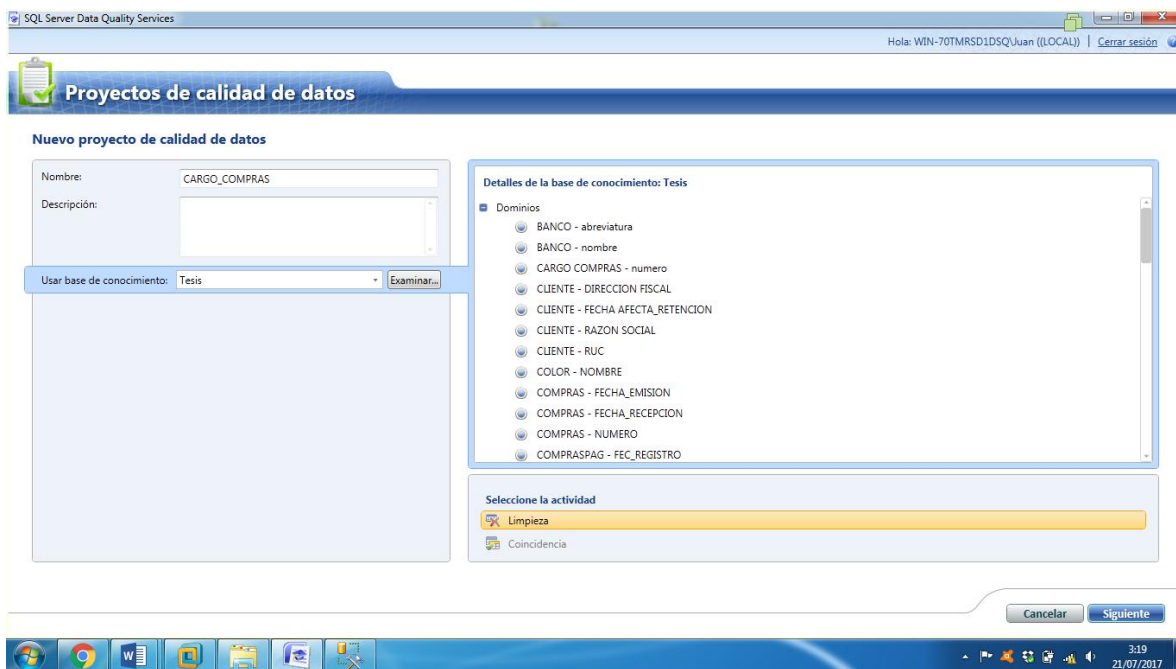 SQL Server Data Quality Services
Hola: WIN-70TMRSD1DSQ\Juan ((LOCAL)) | Cerrar sesión
Proyectos de calidad de datos
Nuevo proyecto de calidad de datos
Nombre: CARGO_COMPRAS
Descripción:
Usar base de conocimiento: Tesis Examinar...
Detalles de la base de conocimiento: Tesis
Dominios
BANCO - abreviatura
BANCO - nombre
CARGO COMPRAS - numero
CLIENTE - DIRECCION FISCAL
CLIENTE - FECHA AFECTA_RETENCION
CLIENTE - RAZON SOCIAL
CLIENTE - RUC
COLOR - NOMBRE
COMPRAS - FECHA_EMISION
COMPRAS - FECHA_RECEPCION
COMPRAS - NUMERO
COMPRASPAG - FEC_REGISTRO
Seleccione la actividad
Limpieza
Coincidencia
Cancelar Siguiente
3:19
21/07/2017